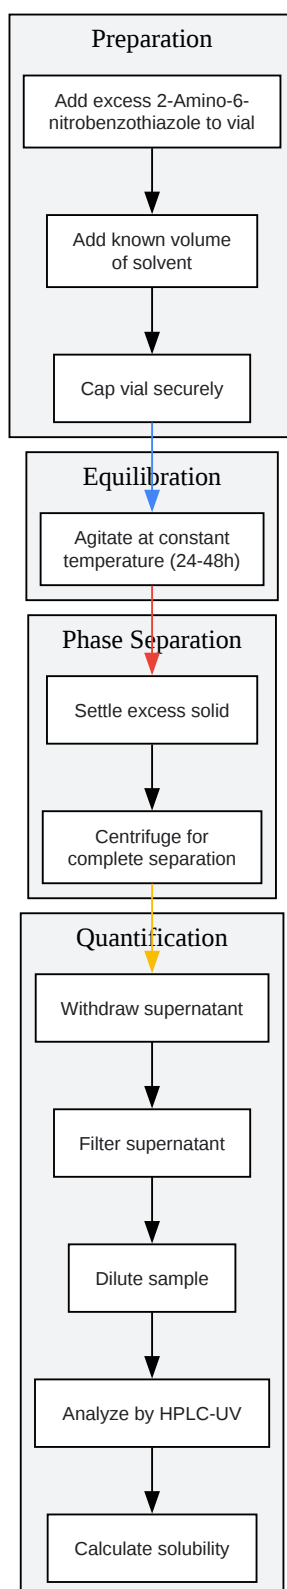 Preparation
Add excess 2-Amino-6-
nitrobenzothiazole to vial
Add known volume
of solvent
Cap vial securely
Equilibration
Agitate at constant
temperature (24-48h)
Phase Separation
Settle excess solid
Centrifuge for
complete separation
Quantification
Withdraw supernatant
Filter supernatant
Dilute sample
Analyze by HPLC-UV
Calculate solubility